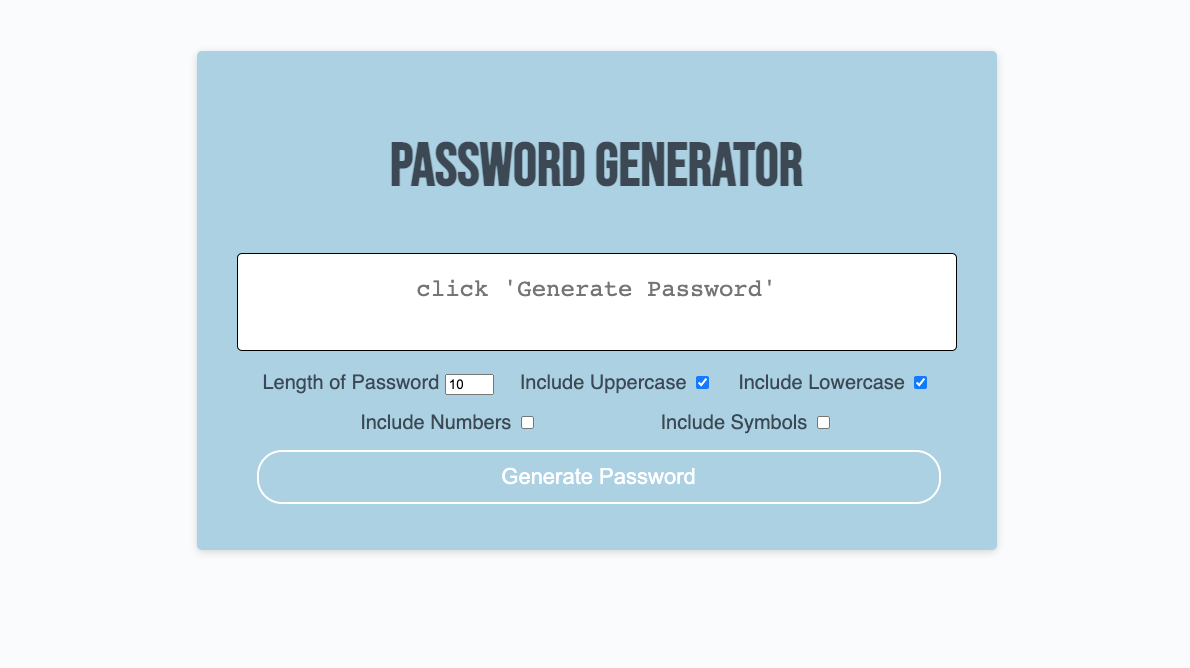 PASSWORD GENERATOR
click 'Generate Password'
Length of Password 10 Include Uppercase Include Lowercase
Include Numbers Include Symbols
Generate Password